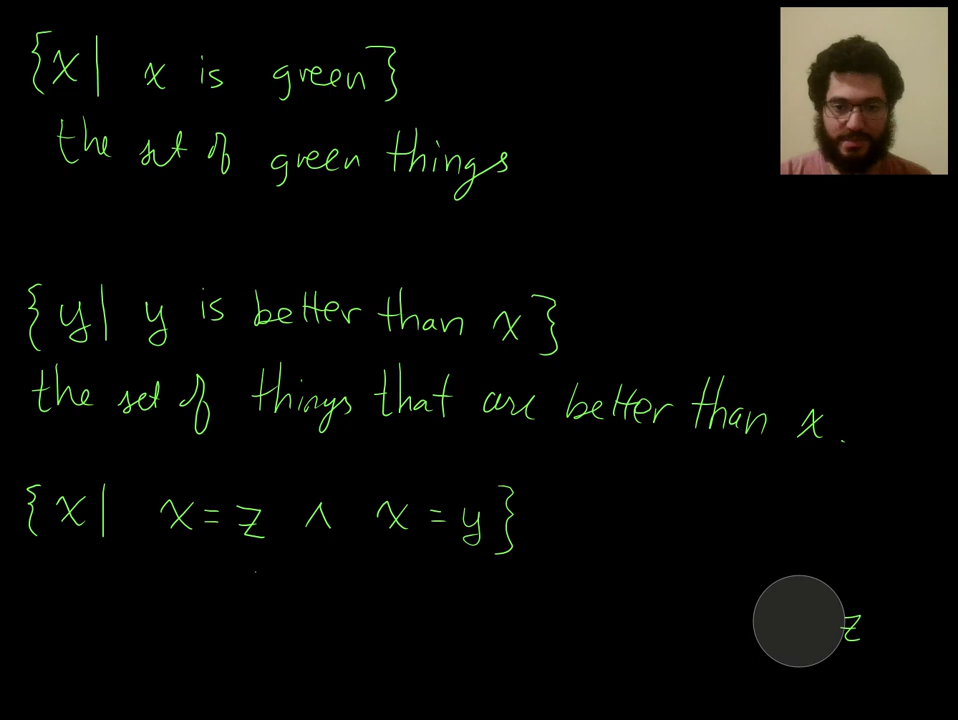 {x| x is green}
the set of green things
{y| y is better than x}
the set of things that are better than x.
{x| x=z ∧ x=y}
z